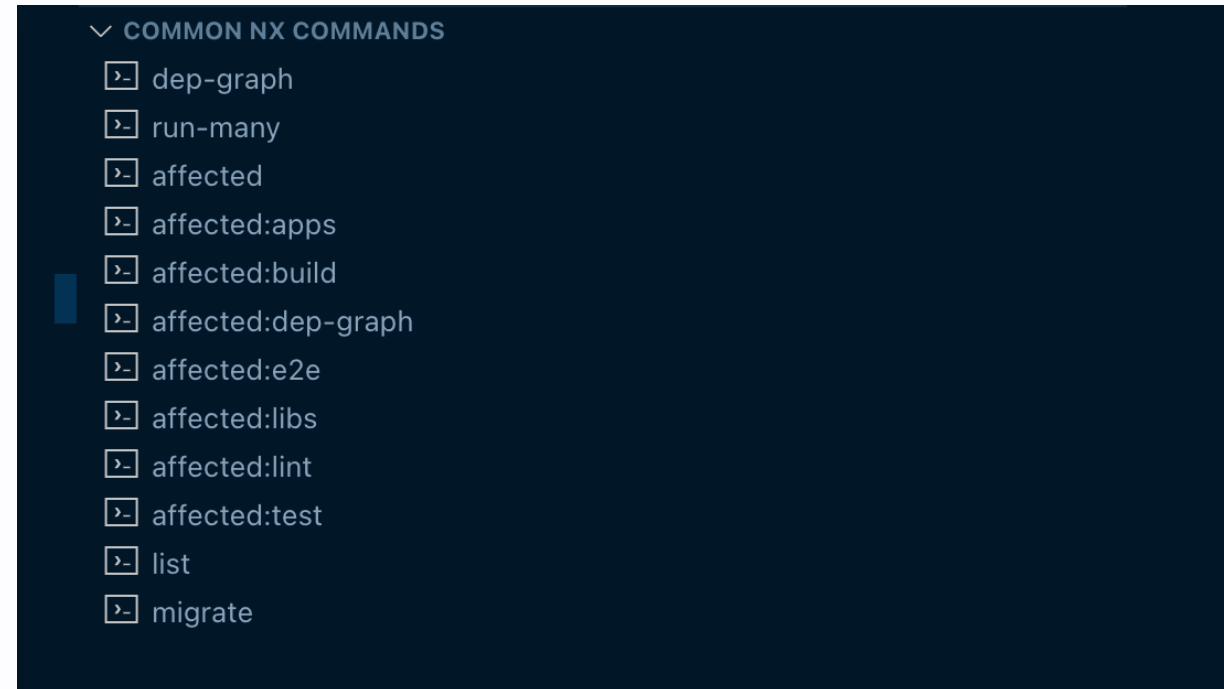 COMMON NX COMMANDS
dep-graph
run-many
affected
affected:apps
affected:build
affected:dep-graph
affected:e2e
affected:libs
affected:lint
affected:test
list
migrate